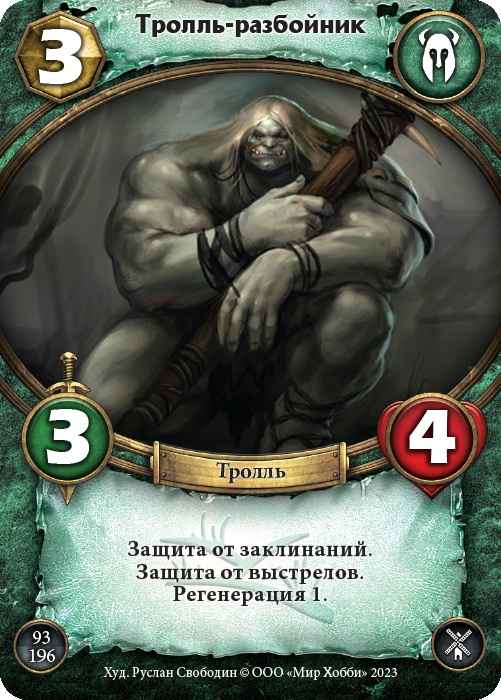 Тролль-разбойник
3
3
4
Тролль
Защита от заклинаний.
Защита от выстрелов.
Регенерация 1.
93
196
Худ. Руслан Свободин © ООО «Мир Хобби» 2023